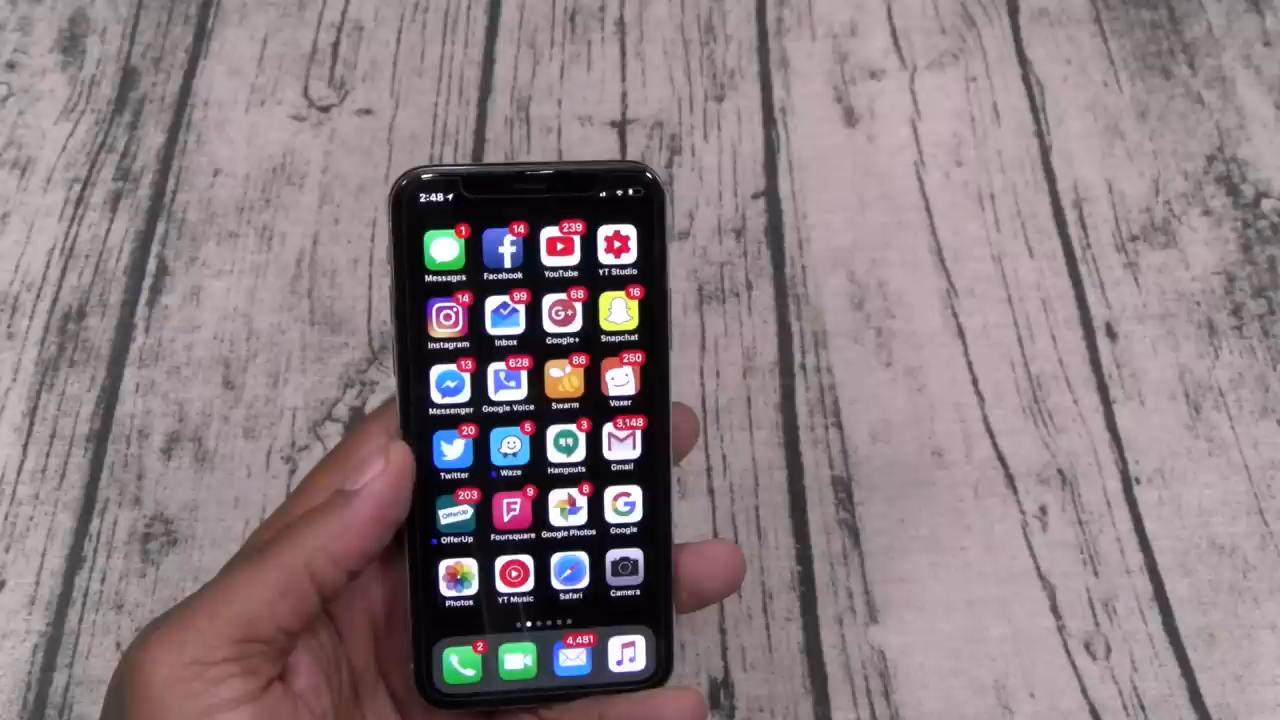 2:48
1 14 239
Messages Facebook YouTube YT Studio
14 99 68 16
Instagram Inbox Google+ Snapchat
13 628 86 250
Messenger Google Voice Swarm Voxer
20 5 3 3,148
Twitter Waze Hangouts Gmail
203 9 8
OfferUp
OfferUp Foursquare Google Photos Google
Photos YT Music Safari Camera
2 4,481